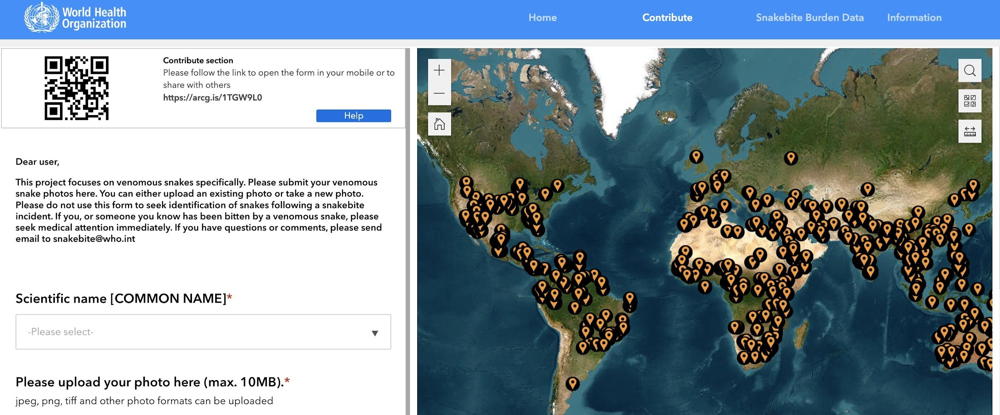 World Health
Organization
Home
Contribute
Snakebite Burden Data
Information
Contribute section
Please follow the link to open the form in your mobile or to
share with others
https://arcg.is/1TGW9L0
Help
Dear user,
This project focuses on venomous snakes specifically. Please submit your venomous
snake photos here. You can either upload an existing photo or take a new photo.
Please do not use this form to seek identification of snakes following a snakebite
incident. If you, or someone you know has been bitten by a venomous snake, please
seek medical attention immediately. If you have questions or comments, please send
email to snakebite@who.int
Scientific name [COMMON NAME]*
-Please select-
Please upload your photo here (max. 10MB).*
jpeg, png, tiff and other photo formats can be uploaded